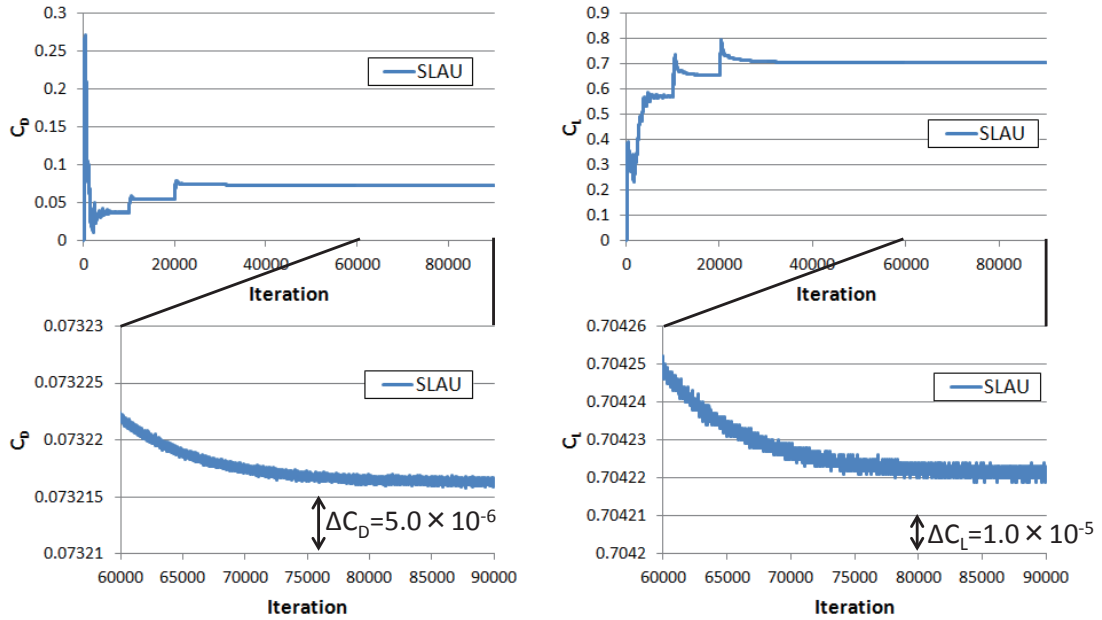 0.3
0.25
0.2
0.15
0.1
0.05
0
C_D
SLAU
0 20000 40000 60000 80000
Iteration
0.9
0.8
0.7
0.6
0.5
0.4
0.3
0.2
0.1
0
C_L
SLAU
0 20000 40000 60000 80000
Iteration
0.07323
0.073225
0.07322
0.073215
0.07321
C_D
SLAU
ΔC_D=5.0×10^-6
60000 65000 70000 75000 80000 85000 90000
Iteration
0.70426
0.70425
0.70424
0.70423
0.70422
0.70421
0.7042
C_L
SLAU
ΔC_L=1.0×10^-5
60000 65000 70000 75000 80000 85000 90000
Iteration